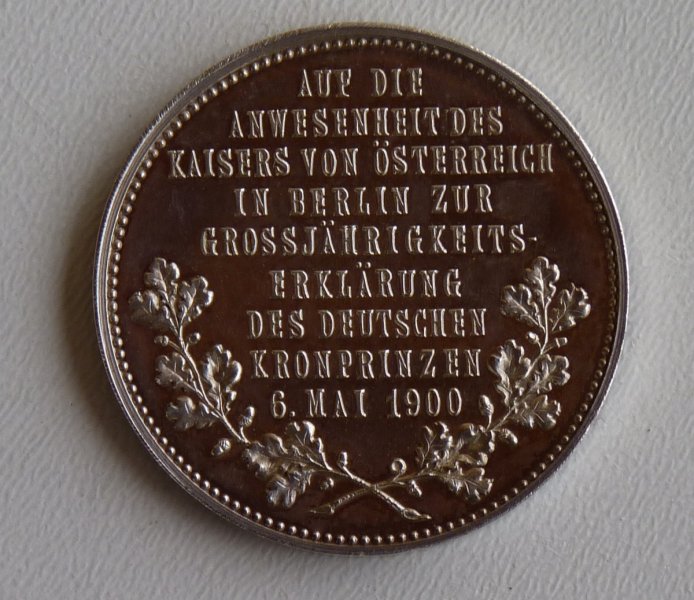 AUF DIE
ANWESENHEIT DES
KAISERS VON ÖSTERREICH
IN BERLIN ZUR
GROSSJÄHRIGKEITS-
ERKLÄRUNG
DES DEUTSCHEN
KRONPRINZEN
6. MAI 1900